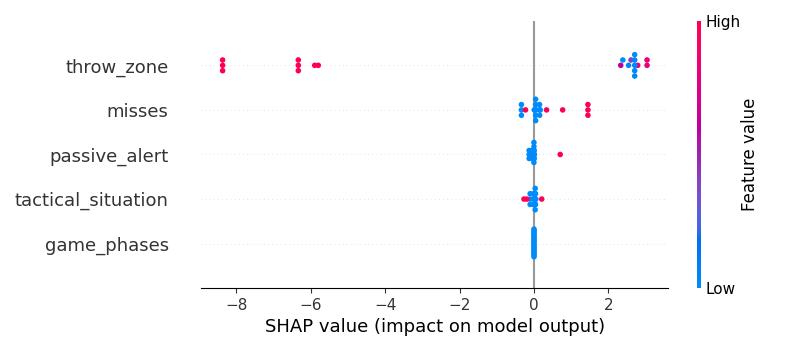 High
throw_zone
misses
passive_alert
tactical_situation
game_phases
Feature value
Low
−8 −6 −4 −2 0 2
SHAP value (impact on model output)